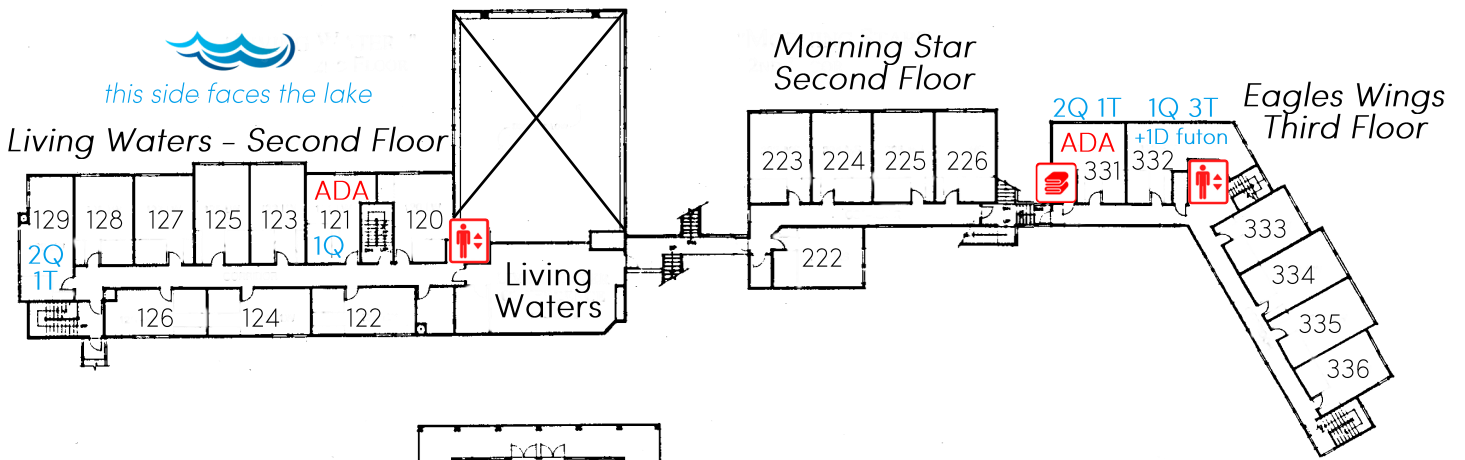 this side faces the lake
Living Waters - Second Floor
Morning Star
Second Floor
Eagles Wings
Third Floor
129
2Q
1T
128
127
125
123
ADA
121
1Q
120
126
124
122
Living
Waters
223
224
225
226
222
2Q 1T
ADA
331
1Q 3T
+1D futon
332
333
334
335
336